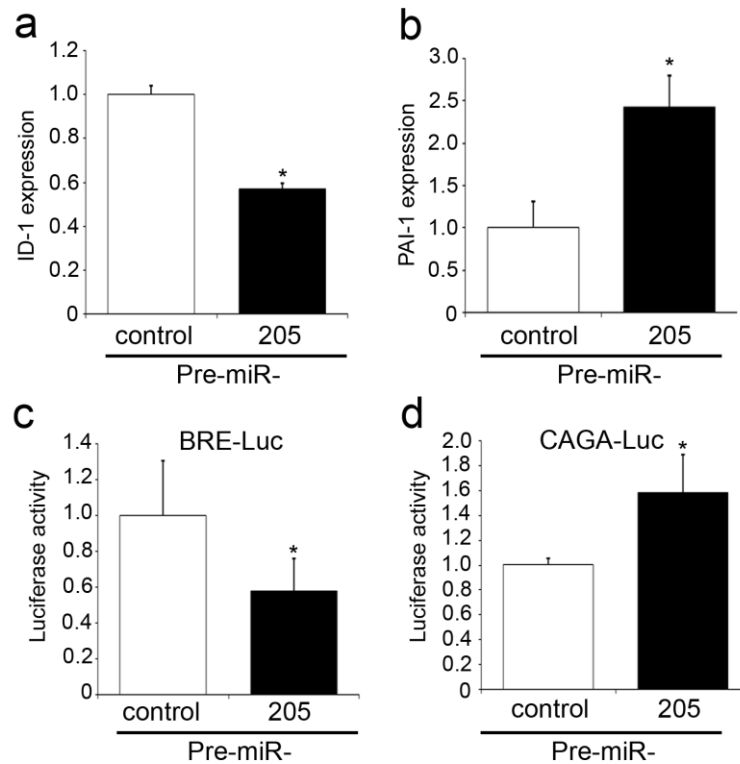 a
ID-1 expression
1.2
1.0
0.8
0.6
0.4
0.2
0
*
control 205
Pre-miR-
b
PAI-1 expression
3.0
2.5
2.0
1.5
1.0
0.5
0
*
control 205
Pre-miR-
c
BRE-Luc
Luciferase activity
1.4
1.2
1.0
0.8
0.6
0.4
0.2
0
*
control 205
Pre-miR-
d
CAGA-Luc
Luciferase activity
2.0
1.8
1.6
1.4
1.2
1.0
0.8
0.6
0.4
0.2
0
*
control 205
Pre-miR-